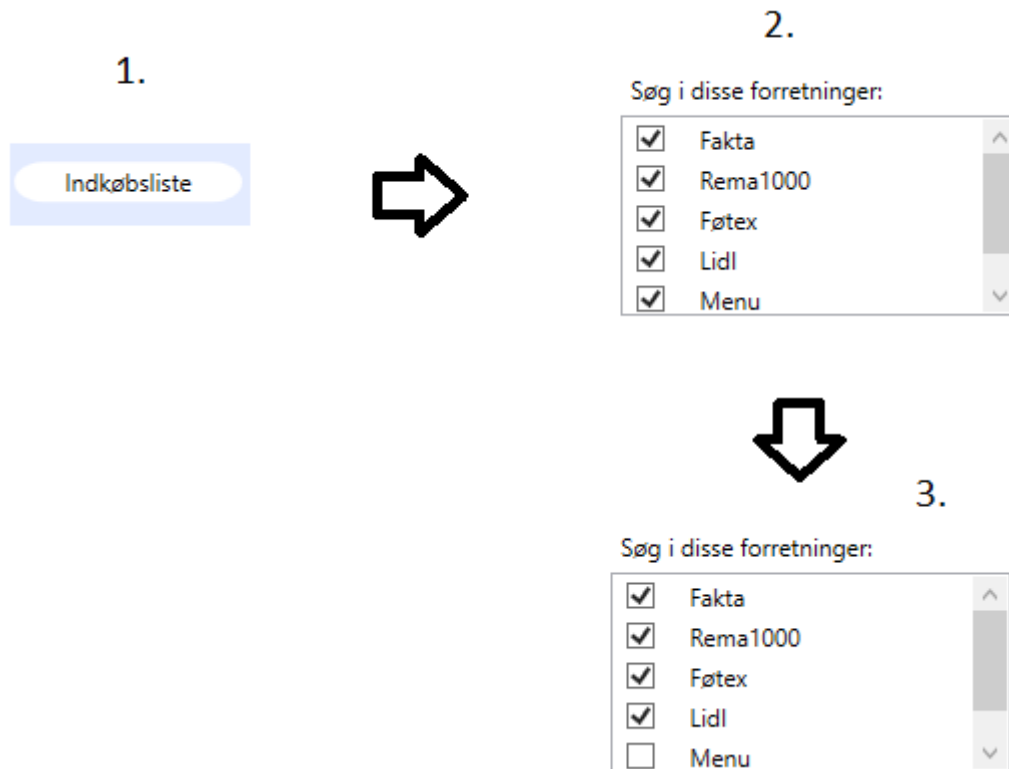 1.
Indkøbsliste
2.
Søg i disse forretninger:
Fakta
Rema1000
Føtex
Lidl
Menu
3.
Søg i disse forretninger:
Fakta
Rema1000
Føtex
Lidl
Menu